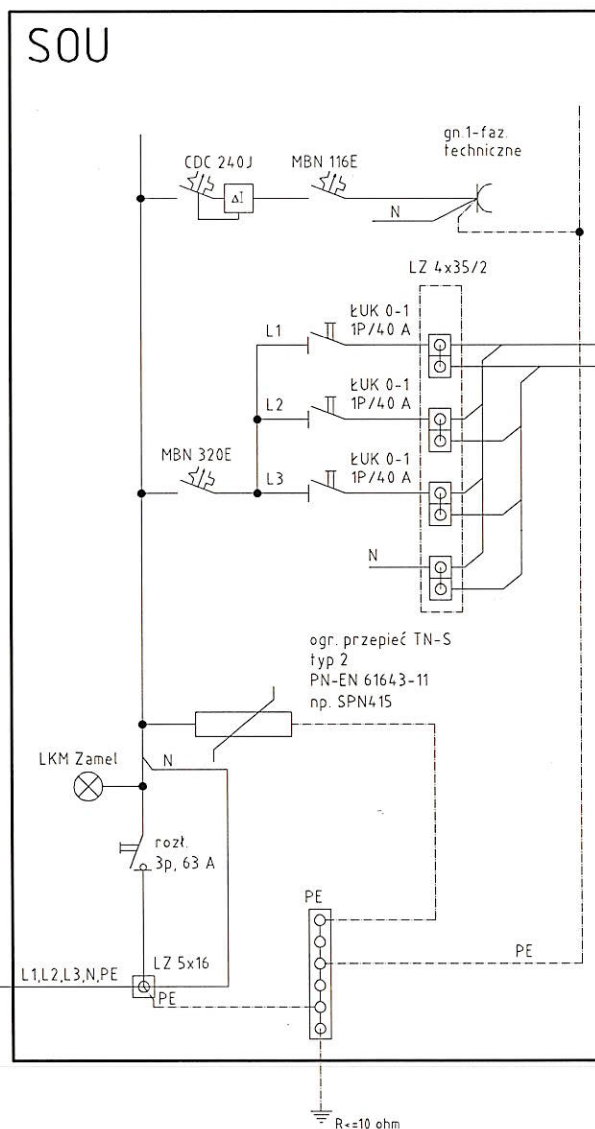 SOU
gn.1-faz.
techniczne
CDC 240J
MBN 116E
ΔI
N
LZ 4x35/2
ŁUK 0-1
1P/40 A
L1
ŁUK 0-1
1P/40 A
L2
MBN 320E
ŁUK 0-1
1P/40 A
L3
N
ogr. przepieć TN-S
typ 2
PN-EN 61643-11
np. SPN415
LKM Zamel
N
rozł.
3p, 63 A
PE
PE
LZ 5x16
L1,L2,L3,N,PE
PE
R<=10 ohm